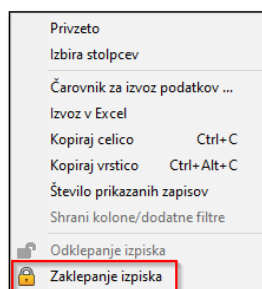 Privzeto
Izbira stolpcev
Čarovnik za izvoz podatkov ...
Izvoz v Excel
Kopiraj celico Ctrl+C
Kopiraj vrstico Ctrl+Alt+C
Število prikazanih zapisov
Shrani kolone/dodatne filtre
Odklepanje izpiska
Zaklepanje izpiska